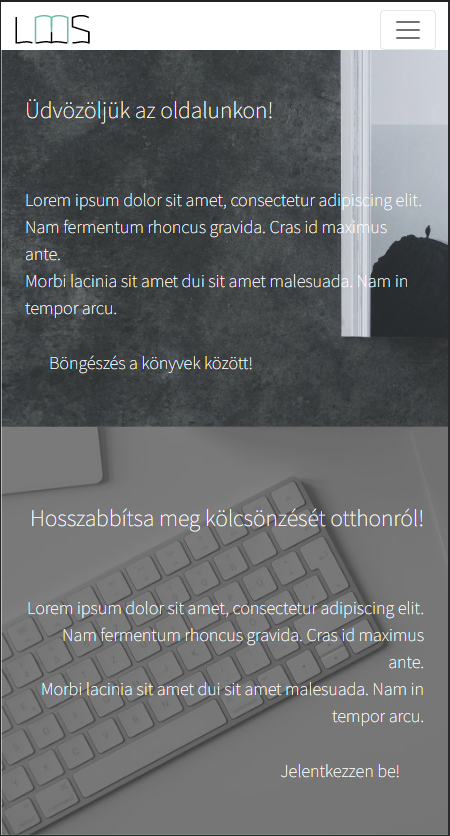 LMS
Üdvözöljük az oldalunkon!
Lorem ipsum dolor sit amet, consectetur adipiscing elit.
Nam fermentum rhoncus gravida. Cras id maximus
ante.
Morbi lacinia sit amet dui sit amet malesuada. Nam in
tempor arcu.
Böngészés a könyvek között!
Hosszabbítsa meg kölcsönzését otthonról!
Lorem ipsum dolor sit amet, consectetur adipiscing elit.
Nam fermentum rhoncus gravida. Cras id maximus
ante.
Morbi lacinia sit amet dui sit amet malesuada. Nam in
tempor arcu.
Jelentkezzen be!